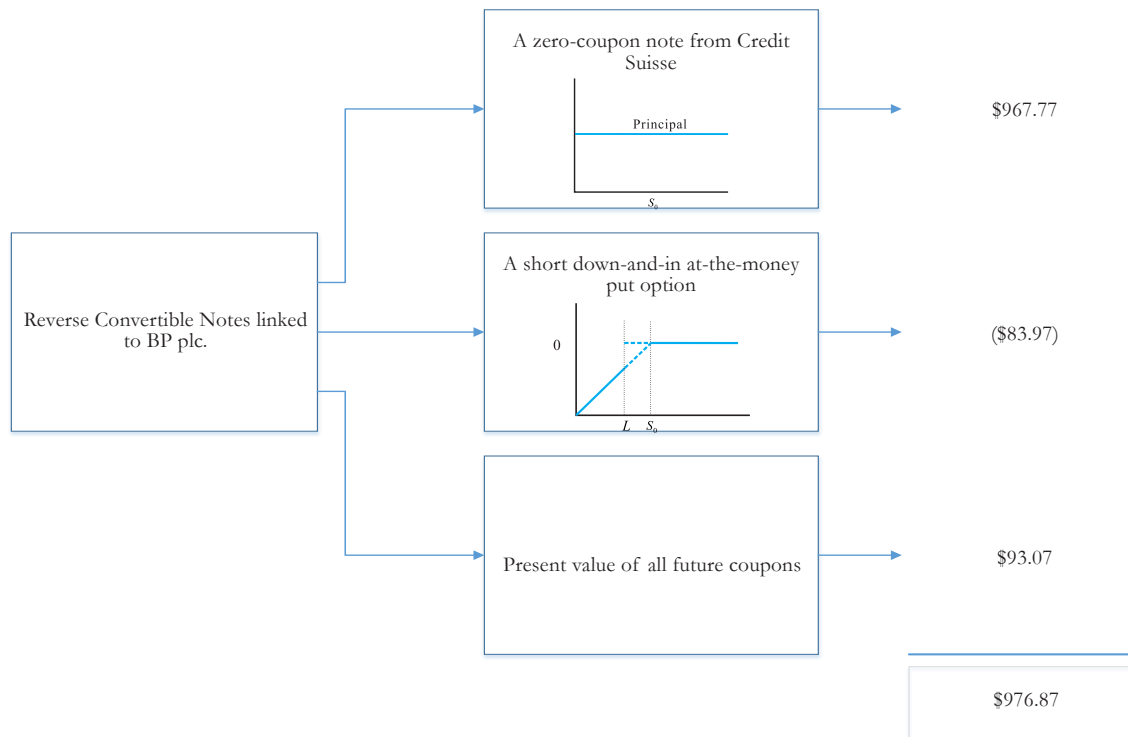 A zero-coupon note from Credit
Suisse
Principal
S₀
$967.77
Reverse Convertible Notes linked
to BP plc.
A short down-and-in at-the-money
put option
0
L
S₀
($83.97)
Present value of all future coupons
$93.07
$976.87